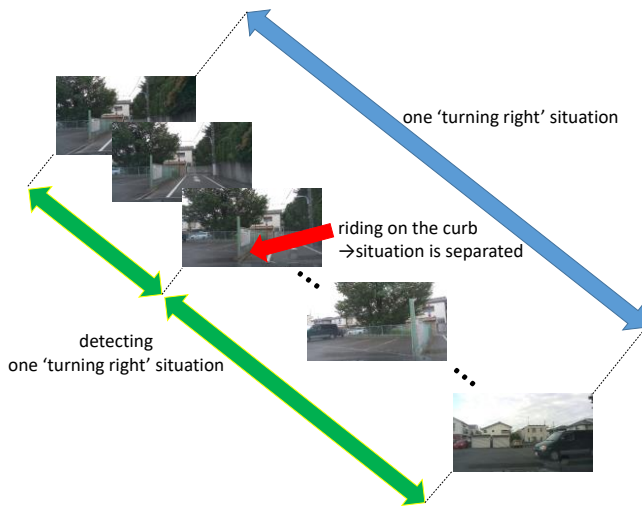 one ‘turning right’ situation
riding on the curb
→situation is separated
detecting
one ‘turning right’ situation